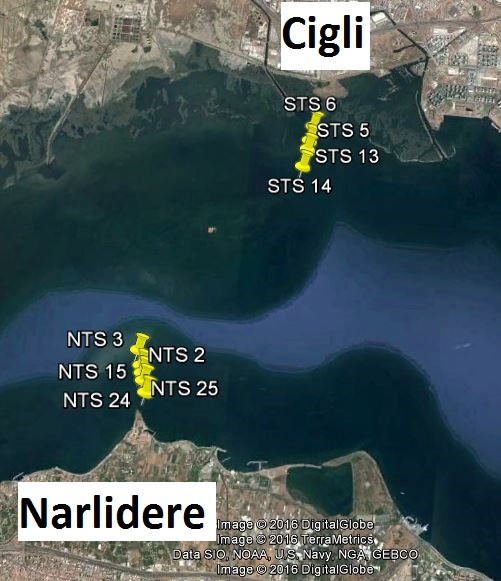 Cigli
STS 6
STS 5
STS 13
STS 14
NTS 3
NTS 2
NTS 15
NTS 25
NTS 24
Narlidere
Image © 2016 DigitalGlobe
Image © 2016 TerraMetrics
Data SIO, NOAA, U.S. Navy, NGA, GEBCO
Image © 2016 DigitalGlobe